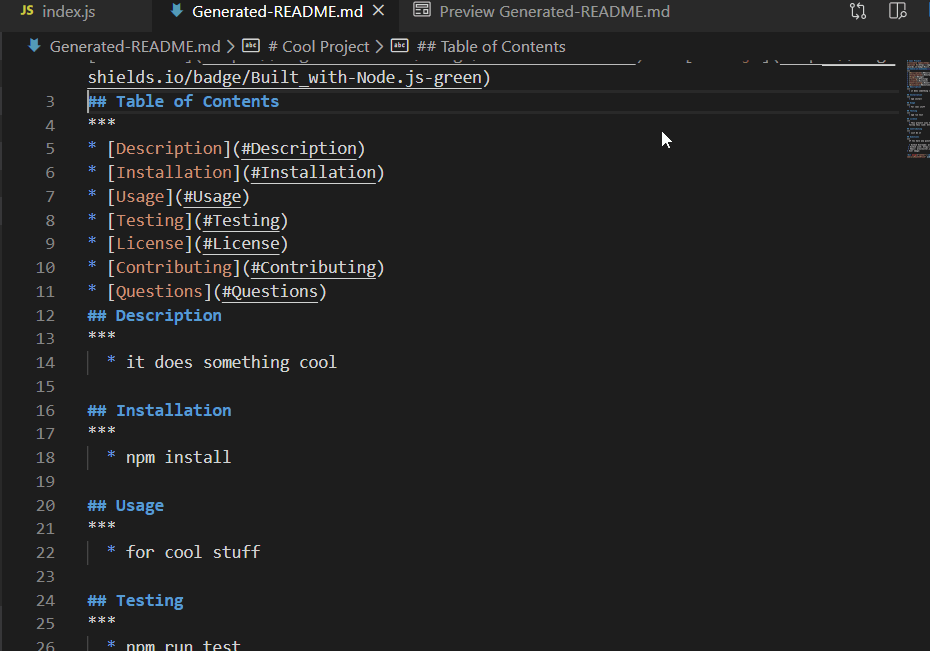 JS index.js Generated-README.md × Preview Generated-README.md
Generated-README.md > # Cool Project > ## Table of Contents
shields.io/badge/Built_with-Node.js-green)
3 ## Table of Contents
4 ***
5 * [Description](#Description)
6 * [Installation](#Installation)
7 * [Usage](#Usage)
8 * [Testing](#Testing)
9 * [License](#License)
10 * [Contributing](#Contributing)
11 * [Questions](#Questions)
12 ## Description
13 ***
14 * it does something cool
15
16 ## Installation
17 ***
18 * npm install
19
20 ## Usage
21 ***
22 * for cool stuff
23
24 ## Testing
25 ***
26 * npm run test